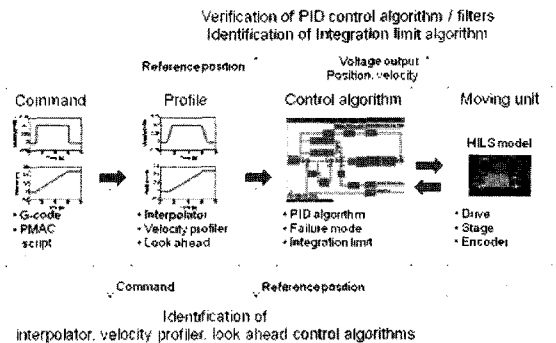 Verification of PID control algorithm / filters
Identification of Integration limit algorithm
Reference position
Voltage output
Position, velocity
Command
Profile
Control algorithm
Moving unit
HILS model
• G-code
• PMAC
script
• Interpolator
• Velocity profiler
• Look ahead
• PID algorithm
• Failure mode
• Integration limit
• Drive
• Stage
• Encoder
Command
Reference position
Identification of
interpolator, velocity profiler, look ahead control algorithms